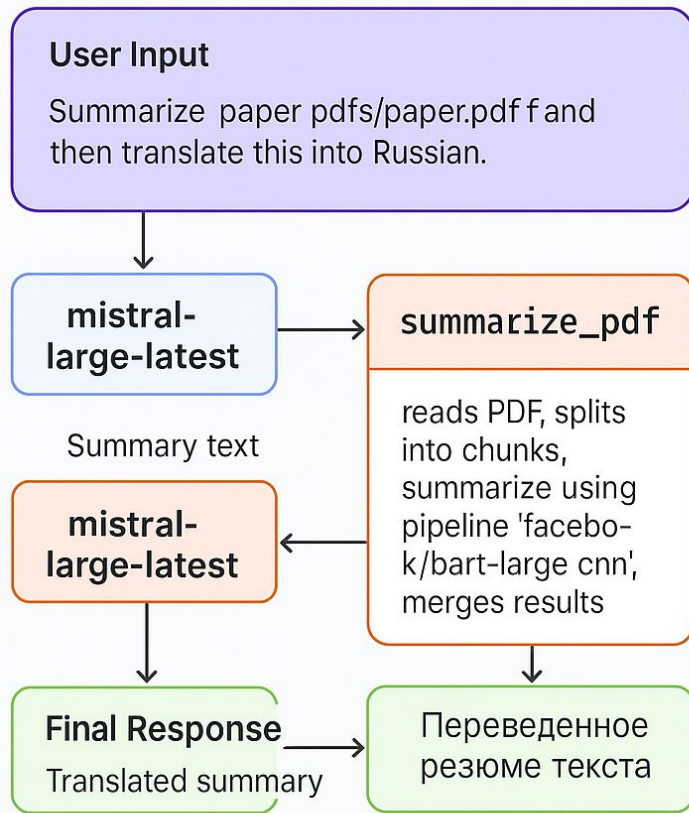 User Input
Summarize paper pdfs/paper.pdf f and
then translate this into Russian.
mistral-
large-latest
summarize_pdf
reads PDF, splits
into chunks,
summarize using
pipeline 'facebo-
k/bart-large cnn',
merges results
Summary text
mistral-
large-latest
Final Response
Translated summary
Переведенное
резюме текста